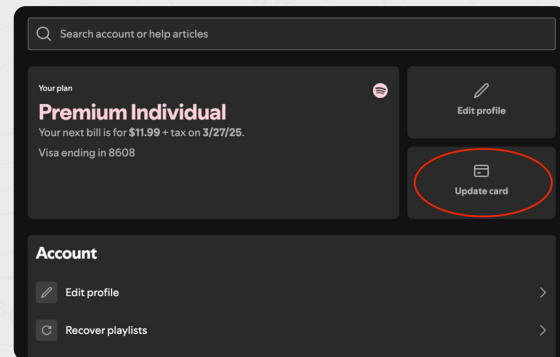 Search account or help articles
Your plan
Premium Individual
Your next bill is for $11.99 + tax on 3/27/25.
Visa ending in 8608
Edit profile
Update card
Account
Edit profile
Recover playlists